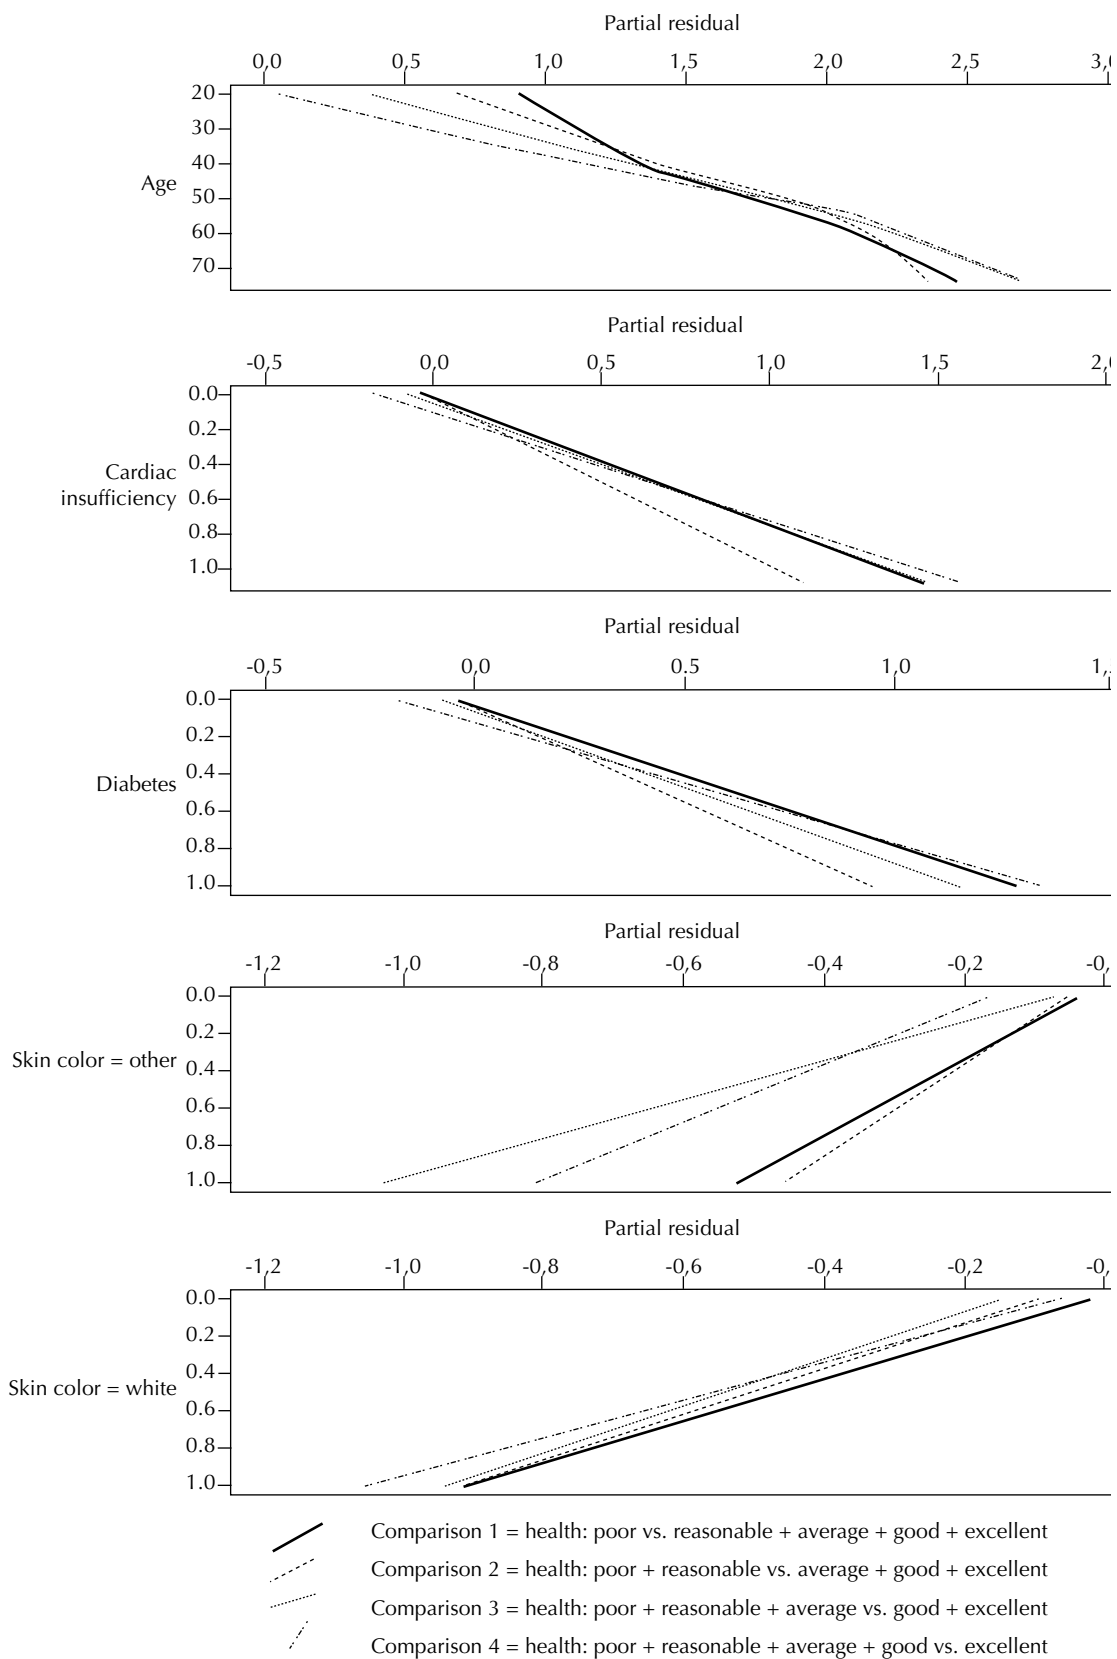 Partial residual
0,0 0,5 1,0 1,5 2,0 2,5 3,0
20
30
40
Age
50
60
70
Partial residual
-0,5 0,0 0,5 1,0 1,5 2,0
0.0
0.2
0.4
Cardiac
insufficiency
0.6
0.8
1.0
Partial residual
-0,5 0,0 0.5 1,0 1,
0.0
0.2
0.4
Diabetes
0.6
0.8
1.0
Partial residual
-1,2 -1,0 -0,8 -0,6 -0,4 -0,2 -0,
0.0
0.2
Skin color = other
0.4
0.6
0.8
1.0
Partial residual
-1,2 -1,0 -0,8 -0,6 -0,4 -0,2 -0,
0.0
0.2
0.4
Skin color = white
0.6
0.8
1.0
Comparison 1 = health: poor vs. reasonable + average + good + excellent
Comparison 2 = health: poor + reasonable vs. average + good + excellent
Comparison 3 = health: poor + reasonable + average vs. good + excellent
Comparison 4 = health: poor + reasonable + average + good vs. excellent